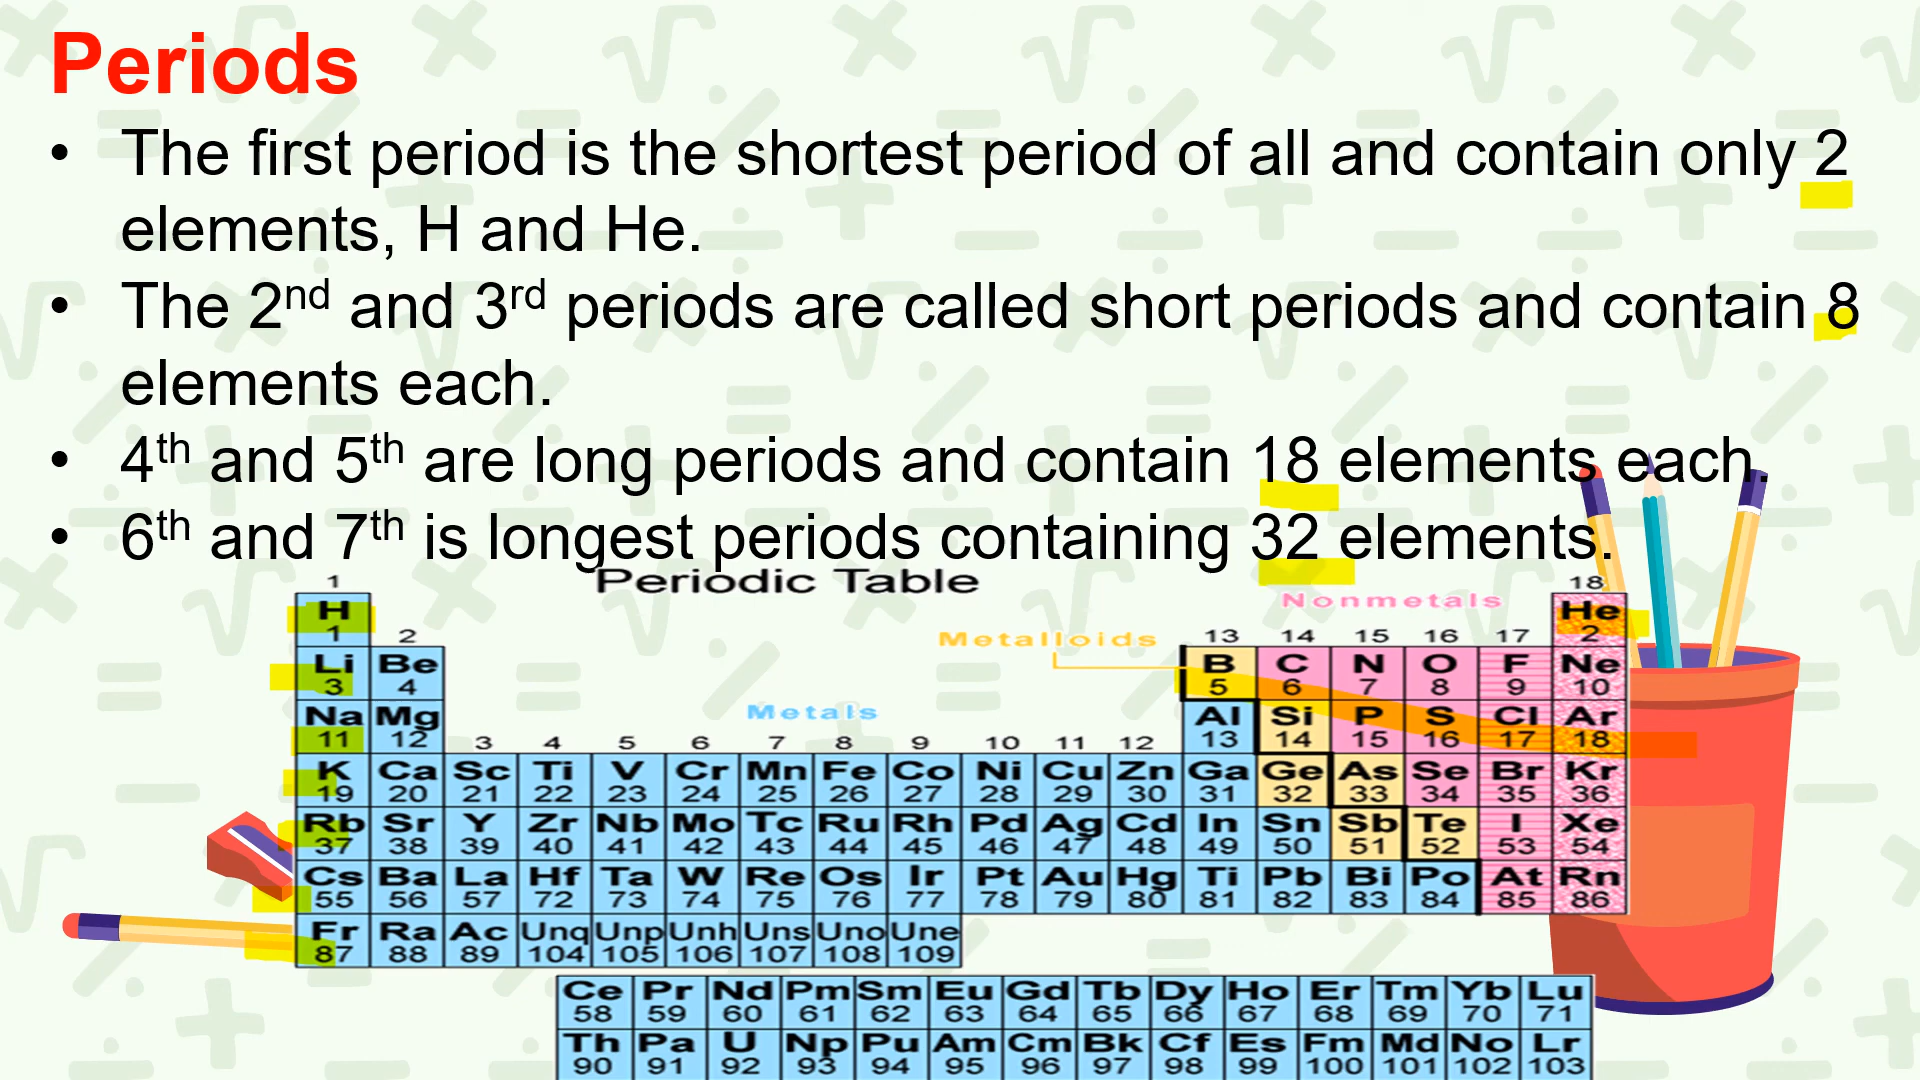 Periods
• The first period is the shortest period of all and contain only 2
elements, H and He.
• The 2nd and 3rd periods are called short periods and contain 8
elements each.
• 4th and 5th are long periods and contain 18 elements each.
• 6th and 7th is longest periods containing 32 elements.
Periodic Table
1 18
Nonmetals
H He
1 2
2 Metalloids 13 14 15 16 17
Li Be B C N O F Ne
3 4 5 6 7 8 9 10
Metals
Na Mg Al Si P S Cl Ar
11 12 13 14 15 16 17 18
3 4 5 6 7 8 9 10 11 12
K Ca Sc Ti V Cr Mn Fe Co Ni Cu Zn Ga Ge As Se Br Kr
19 20 21 22 23 24 25 26 27 28 29 30 31 32 33 34 35 36
Rb Sr Y Zr Nb Mo Tc Ru Rh Pd Ag Cd In Sn Sb Te I Xe
37 38 39 40 41 42 43 44 45 46 47 48 49 50 51 52 53 54
Cs Ba La Hf Ta W Re Os Ir Pt Au Hg Ti Pb Bi Po At Rn
55 56 57 72 73 74 75 76 77 78 79 80 81 82 83 84 85 86
Fr Ra Ac Unq Unp Unh Uns Uno Une
87 88 89 104 105 106 107 108 109
Ce Pr Nd Pm Sm Eu Gd Tb Dy Ho Er Tm Yb Lu
58 59 60 61 62 63 64 65 66 67 68 69 70 71
Th Pa U Np Pu Am Cm Bk Cf Es Fm Md No Lr
90 91 92 93 94 95 96 97 98 99 100 101 102 103